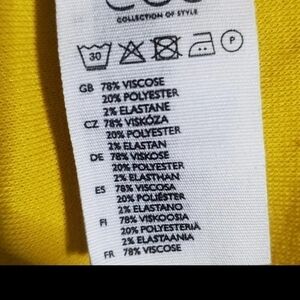 COLLECTION OF STYLE
30
P
GB 78% VISCOSE
20% POLYESTER
2% ELASTANE
CZ 78% VISKÓZA
20% POLYESTER
2% ELASTAN
DE 78% VISKOSE
20% POLYESTER
2% ELASTHAN
ES 78% VISCOSA
20% POLIÉSTER
2% ELASTANO
FI 78% VISKOOSIA
20% POLYESTERIA
2% ELASTAANIA
FR 78% VISCOSE